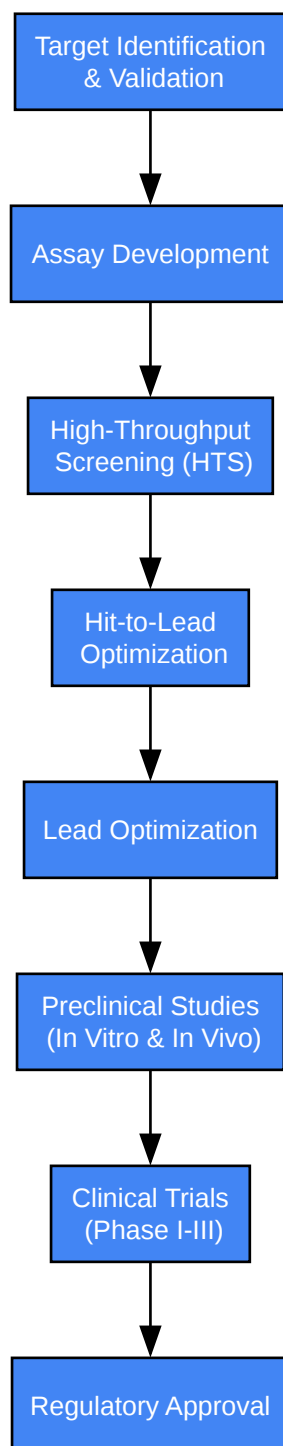 Target Identification
& Validation
Assay Development
High-Throughput
Screening (HTS)
Hit-to-Lead
Optimization
Lead Optimization
Preclinical Studies
(In Vitro & In Vivo)
Clinical Trials
(Phase I-III)
Regulatory Approval